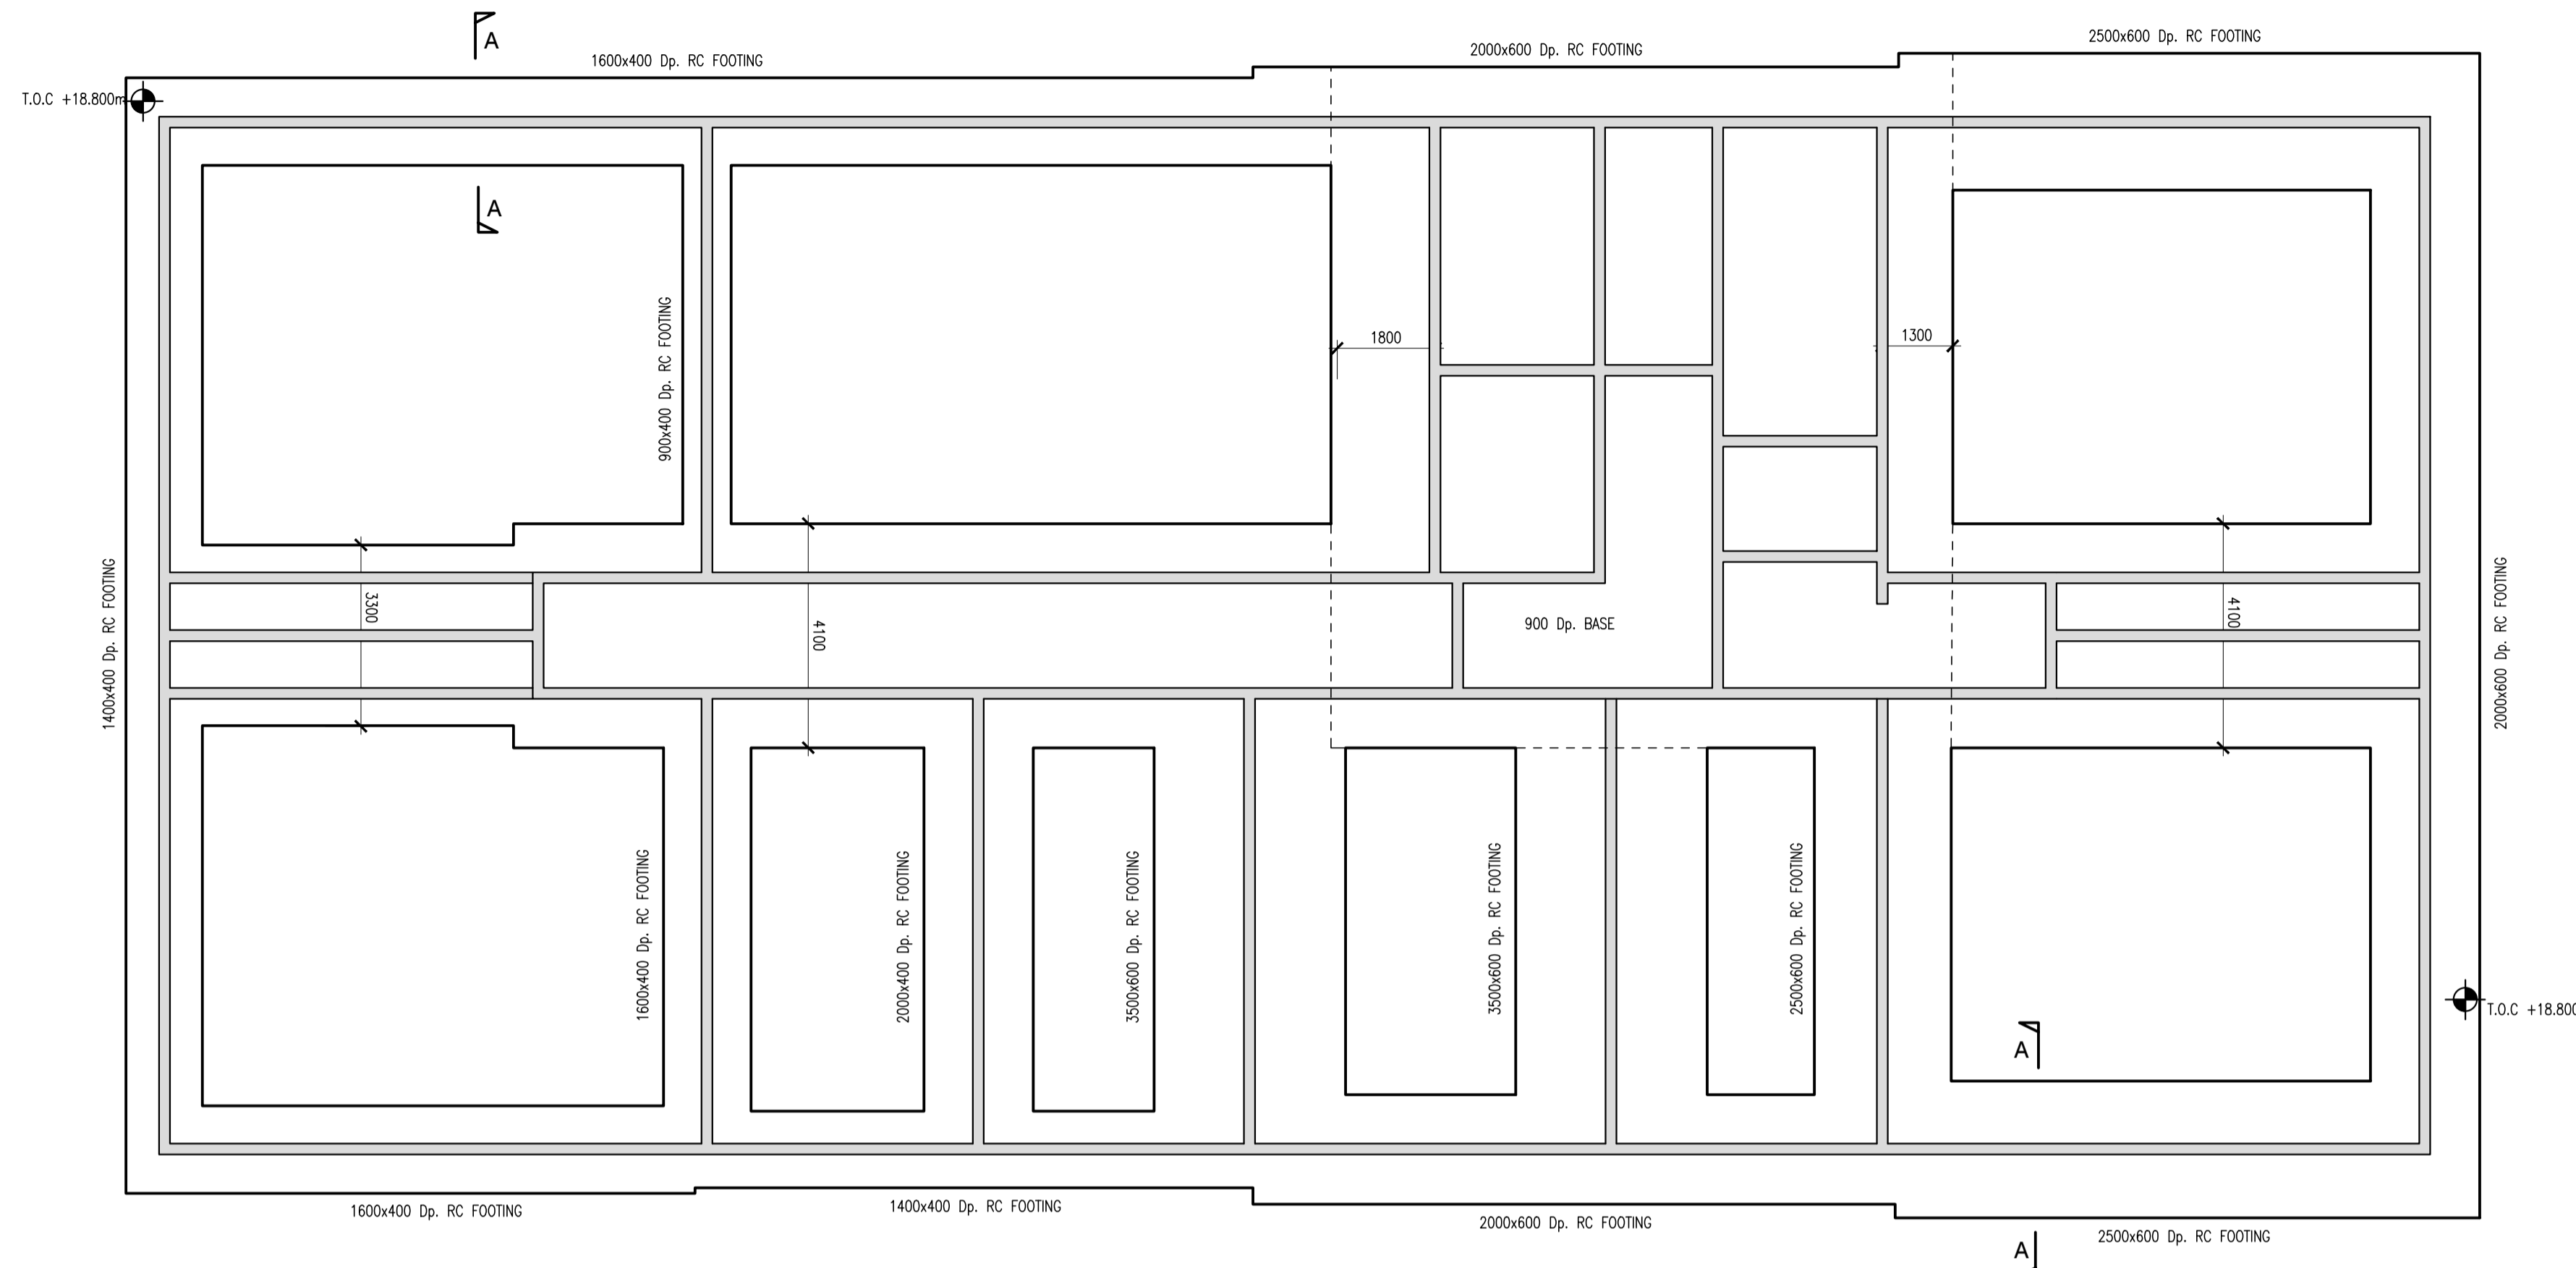 A
1600x400 Dp. RC FOOTING
2000x600 Dp. RC FOOTING
2500x600 Dp. RC FOOTING
T.O.C +18.800m
A
900x400 Dp. RC FOOTING
1800
1300
1400x400 Dp. RC FOOTING
3300
4100
900 Dp. BASE
4100
2000x600 Dp. RC FOOTING
1600x400 Dp. RC FOOTING
2000x400 Dp. RC FOOTING
3500x600 Dp. RC FOOTING
3500x600 Dp. RC FOOTING
2500x600 Dp. RC FOOTING
T.O.C +18.800
A
1600x400 Dp. RC FOOTING
1400x400 Dp. RC FOOTING
2000x600 Dp. RC FOOTING
2500x600 Dp. RC FOOTING
A